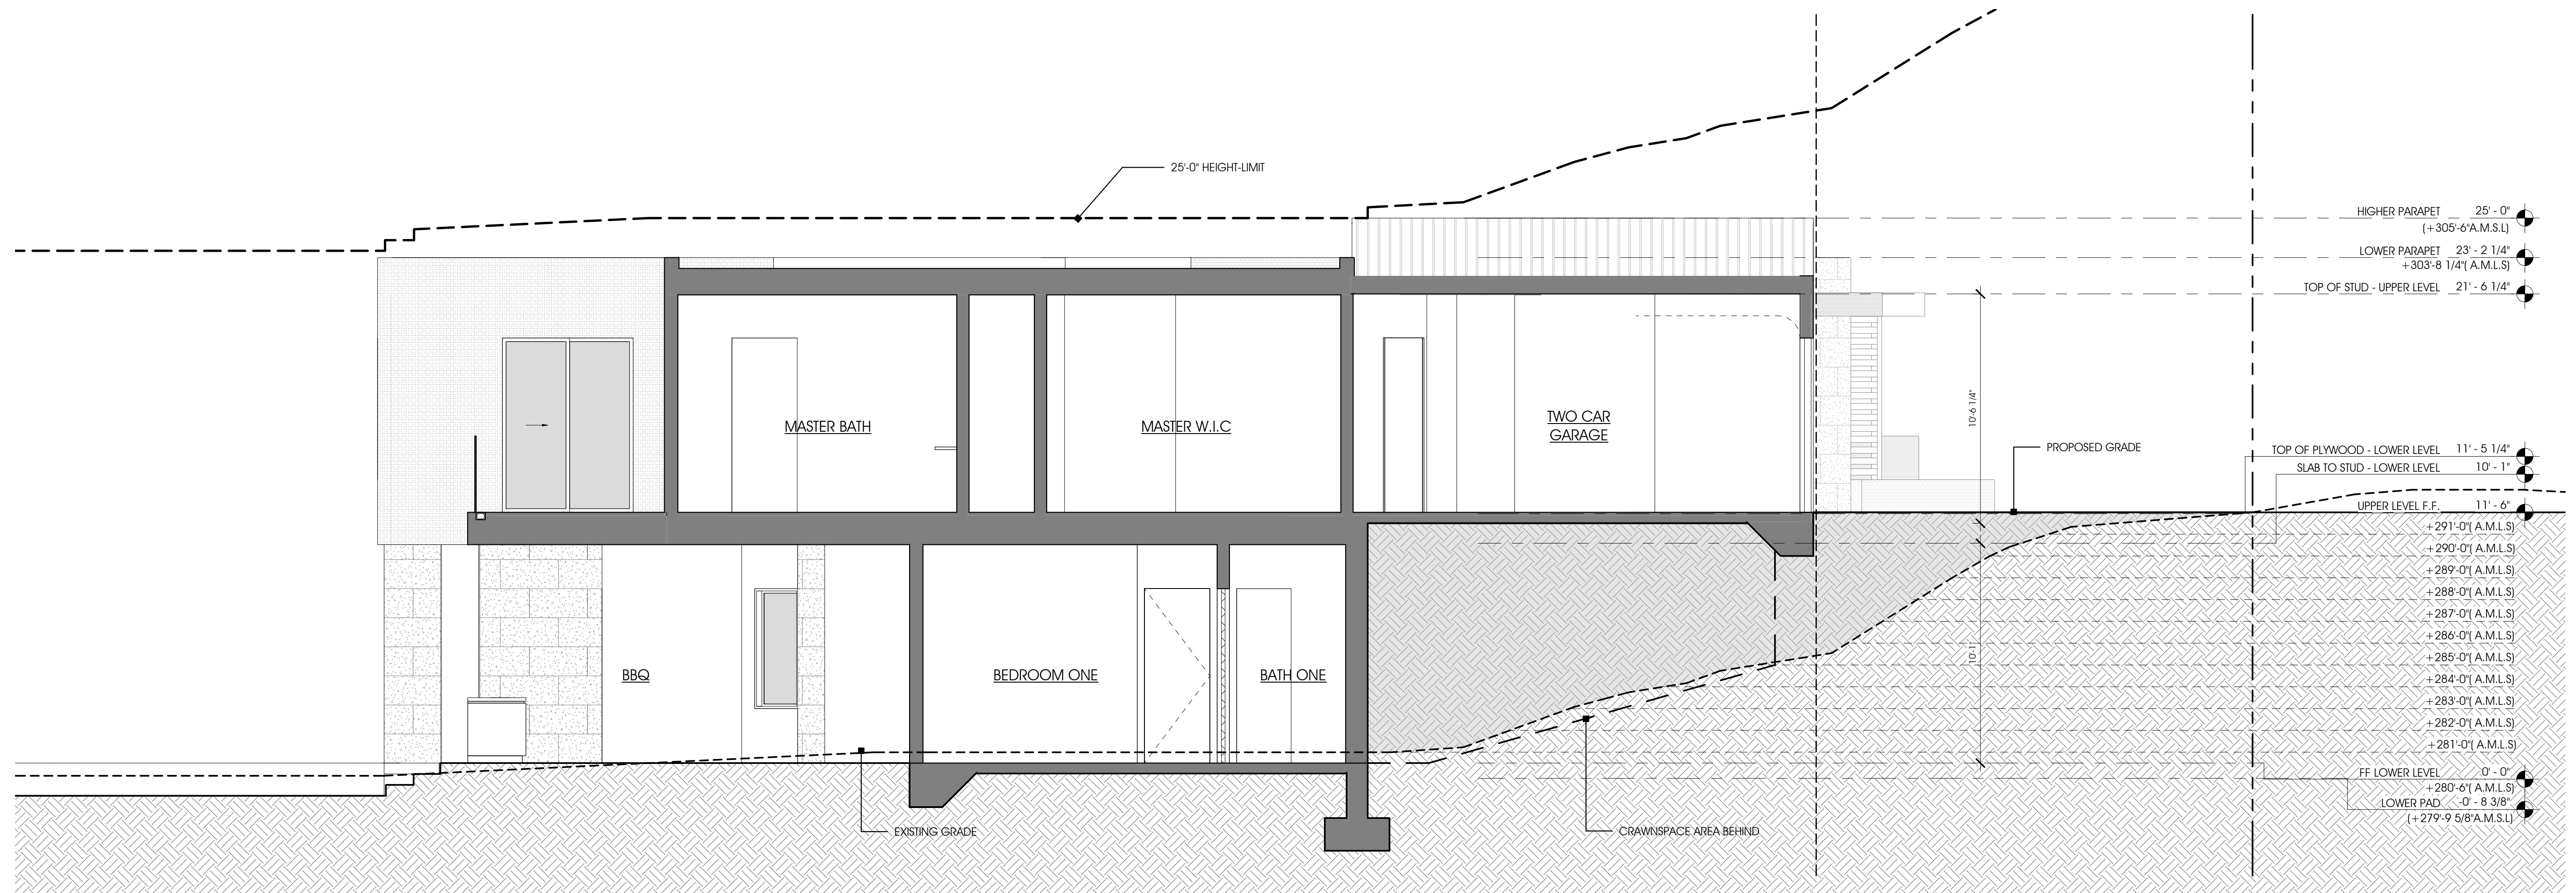 25'-0" HEIGHT-LIMIT
HIGHER PARAPET 25' - 0"
(+305'-6"A.M.S.L)
LOWER PARAPET 23' - 2 1/4"
+303'-8 1/4"( A.M.L.S)
TOP OF STUD - UPPER LEVEL 21' - 6 1/4"
10'-6 1/4"
MASTER BATH
MASTER W.I.C
TWO CAR
GARAGE
PROPOSED GRADE
TOP OF PLYWOOD - LOWER LEVEL 11' - 5 1/4"
SLAB TO STUD - LOWER LEVEL 10' - 1"
UPPER LEVEL F.F. 11' - 6"
+291'-0"( A.M.L.S)
+290'-0"( A.M.L.S)
+289'-0"( A.M.L.S)
+288'-0"( A.M.L.S)
+287'-0"( A.M.L.S)
+286'-0"( A.M.L.S)
+285'-0"( A.M.L.S)
+284'-0"( A.M.L.S)
+283'-0"( A.M.L.S)
+282'-0"( A.M.L.S)
+281'-0"( A.M.L.S)
10'-1"
BBQ
BEDROOM ONE
BATH ONE
FF LOWER LEVEL 0' - 0"
+280'-6"( A.M.L.S)
LOWER PAD -0' - 8 3/8"
(+279'-9 5/8"A.M.S.L)
EXISTING GRADE
CRAWNSPACE AREA BEHIND